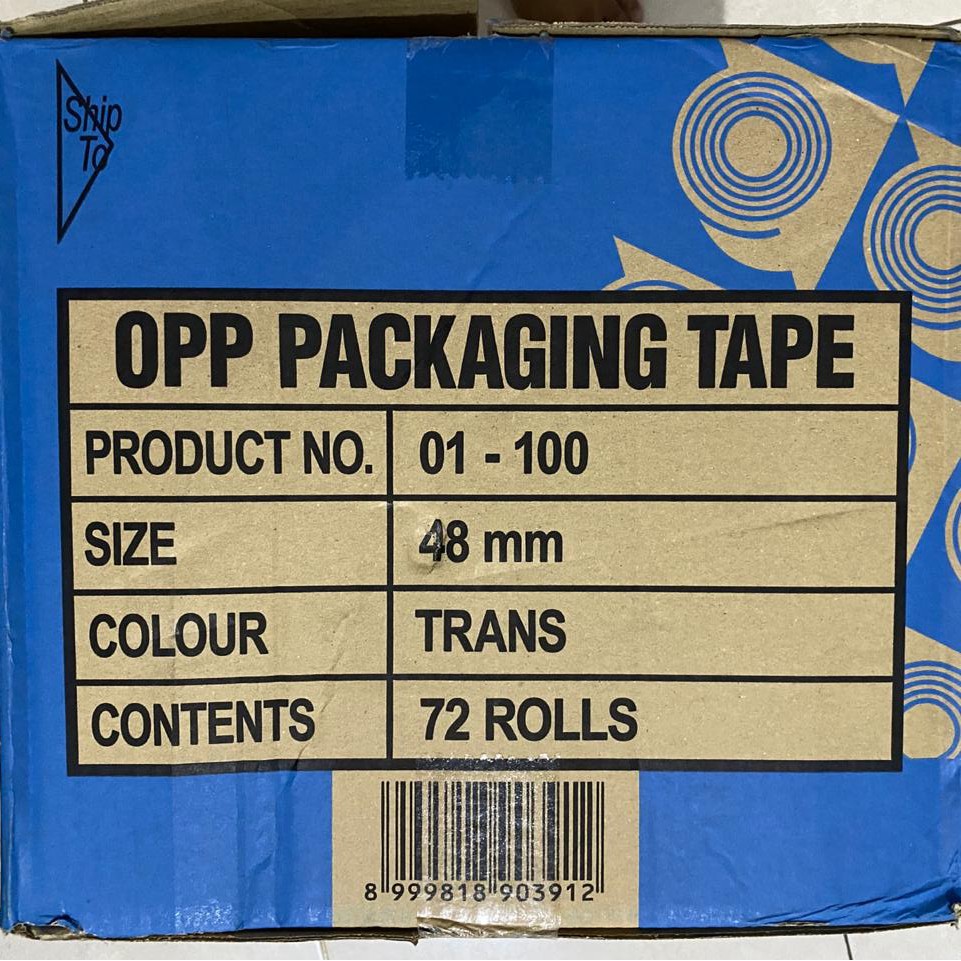 Ship
To
OPP PACKAGING TAPE
PRODUCT NO. 01 - 100
SIZE 48 mm
COLOUR TRANS
CONTENTS 72 ROLLS
8 999818 903912